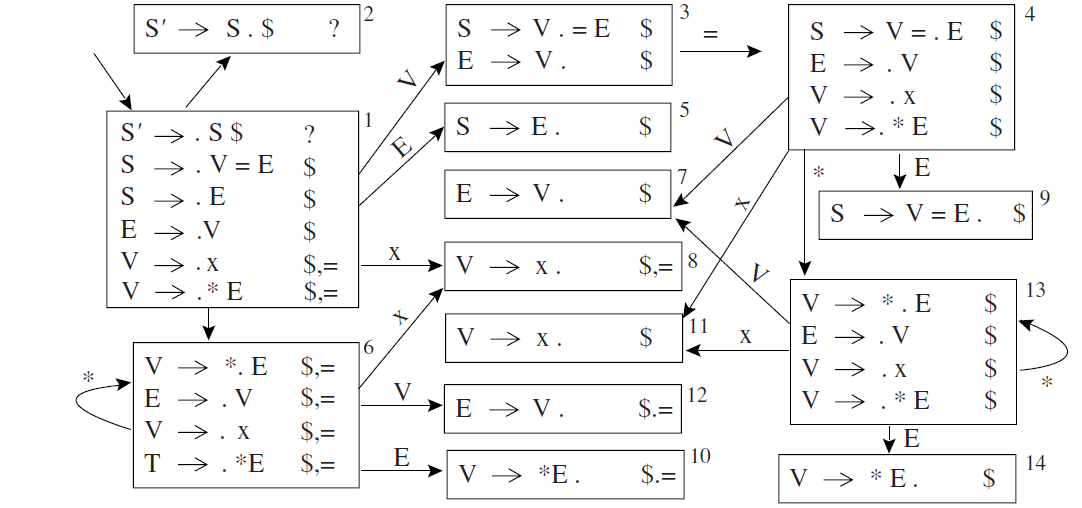 2
S′ → S . $ ?
3
S → V . = E $
E → V . $
=
4
S → V = . E $
E → . V $
V → . x $
V → . * E $
1
S′ → . S $ ?
S → . V = E $
S → . E $
E → .V $
V → . x $,=
V → . * E $,=
V
E
5
S → E . $
7
E → V . $
V
x
*
E
9
S → V = E . $
x
8
V → x . $,=
x
11
V → x . $
V
x
13
V → * . E $
E → . V $
V → . x $
V → . * E $
*
6
V → *. E $,=
E → . V $,=
V → . x $,=
T → . *E $,=
*
V
12
E → V . $.=
E
10
V → *E . $.=
E
14
V → * E . $